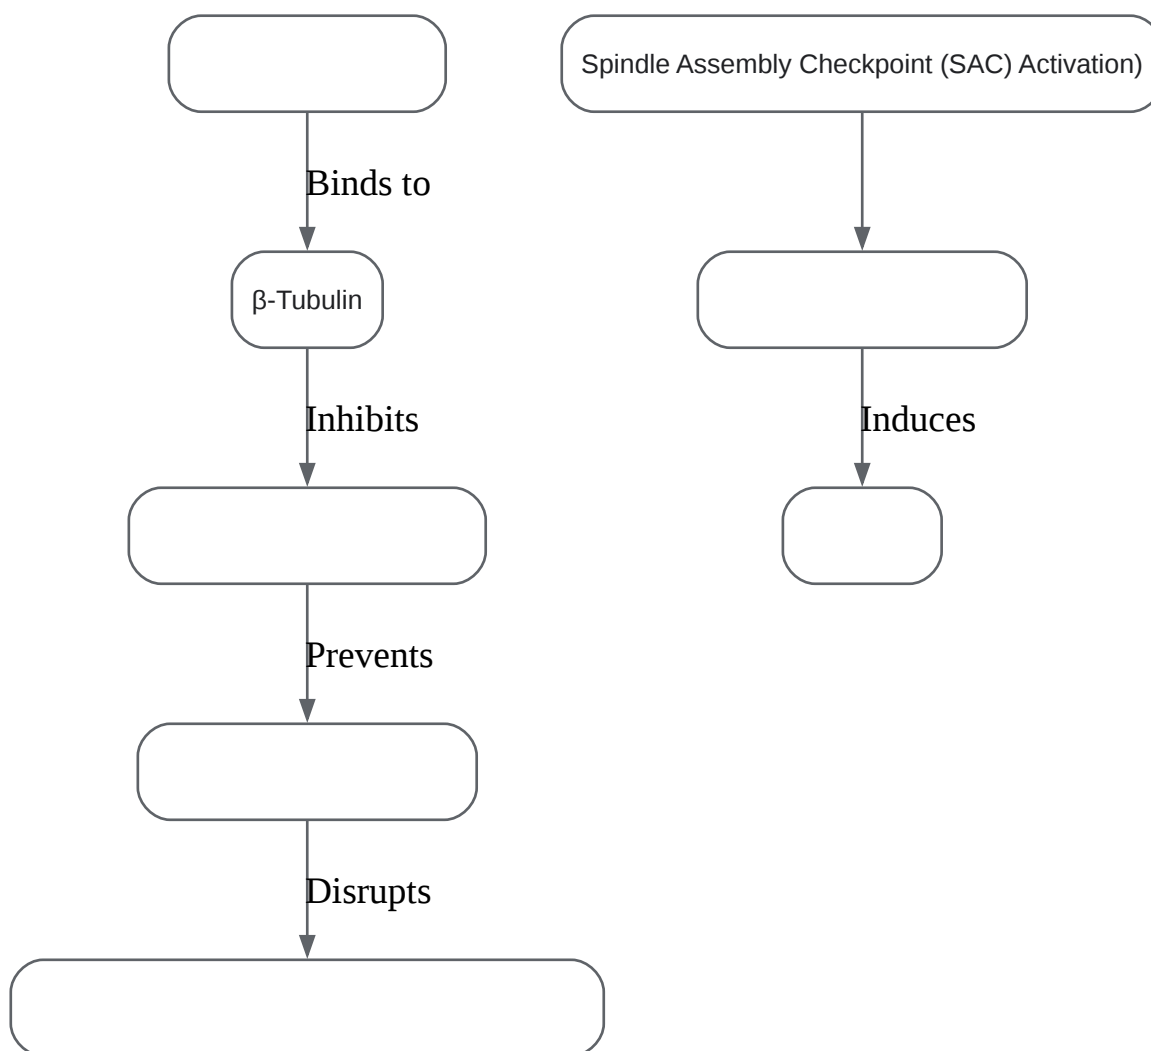 Spindle Assembly Checkpoint (SAC) Activation)
Binds to
β-Tubulin
Inhibits
Induces
Prevents
Disrupts